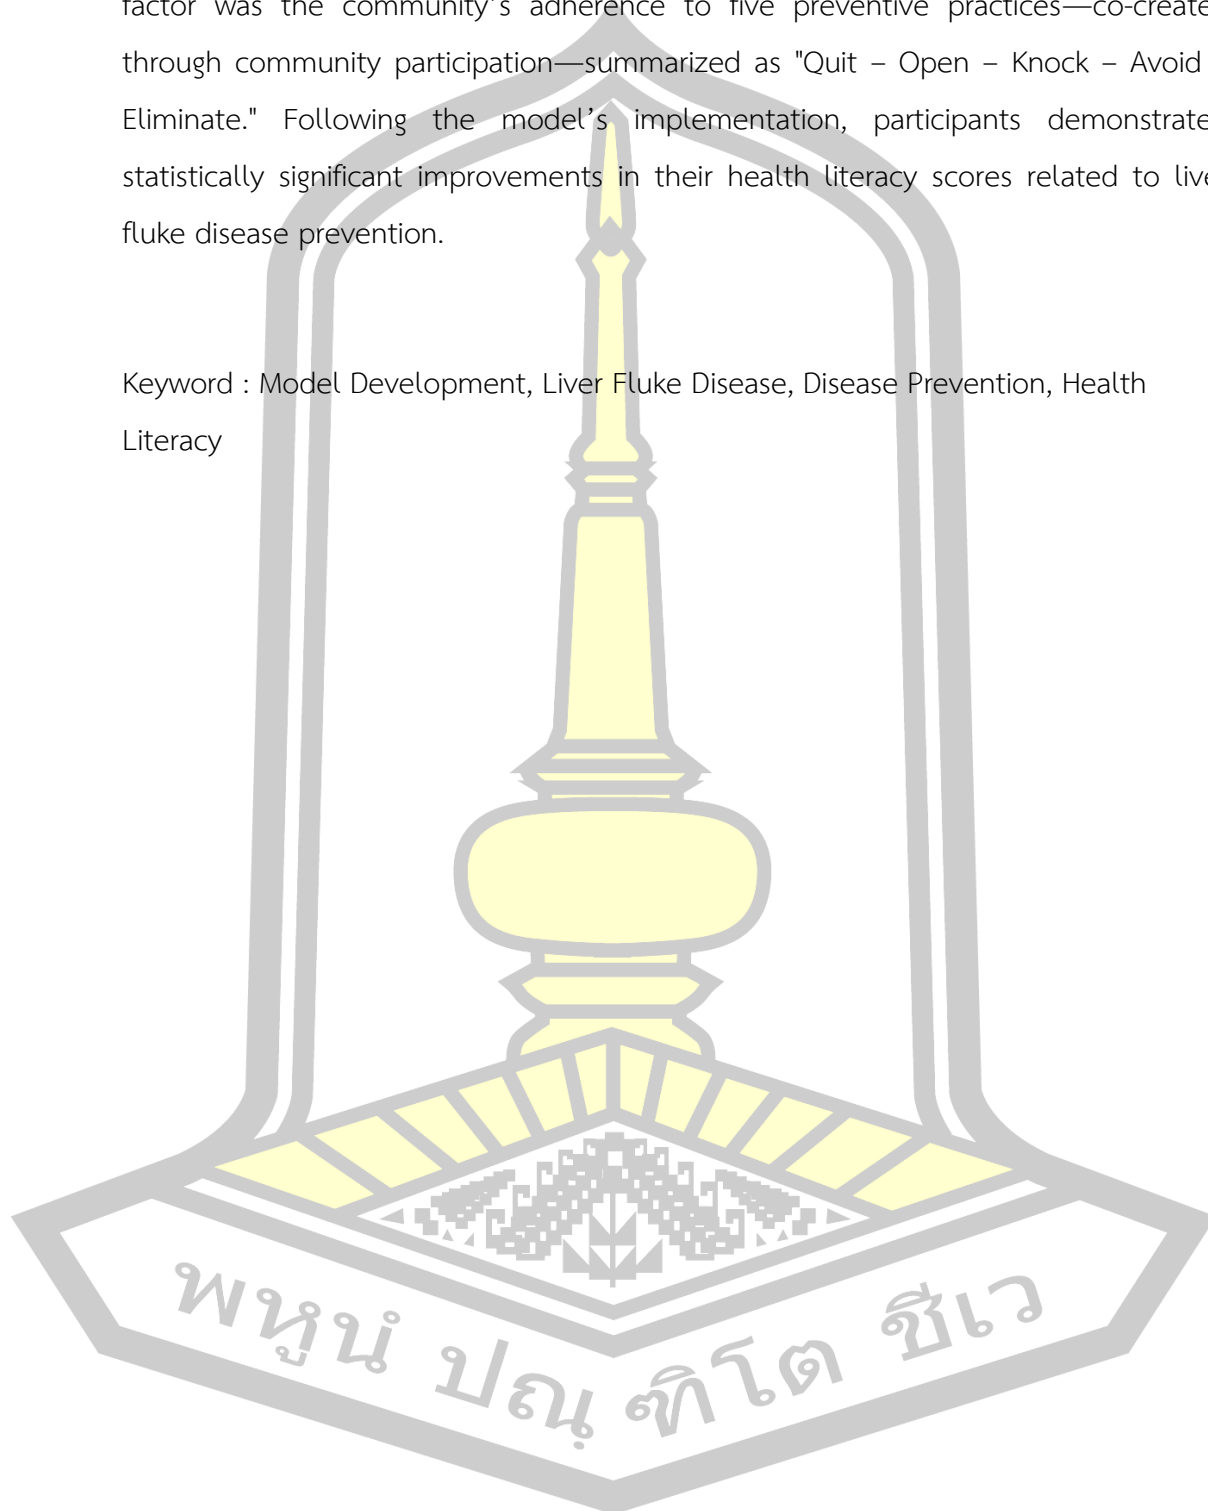 factor was the community's adherence to five preventive practices—co-create
through community participation—summarized as "Quit – Open – Knock – Avoid
Eliminate." Following the model's implementation, participants demonstrate
statistically significant improvements in their health literacy scores related to live
fluke disease prevention.
Keyword : Model Development, Liver Fluke Disease, Disease Prevention, Health
Literacy
พหูนํ ปณฺฑิโต ชีเว